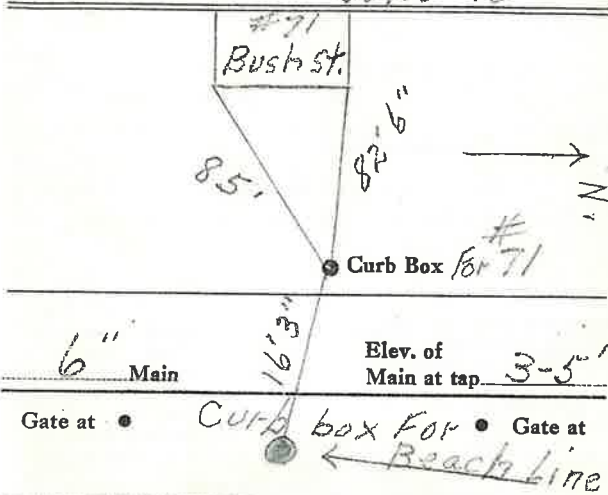 #71
Bush st.
85'
82' 6"
N.
Curb Box For #71
16'3"
6" Main
Elev. of
Main at tap 3-5'
Gate at
Curb box For
Gate at
Beach Line